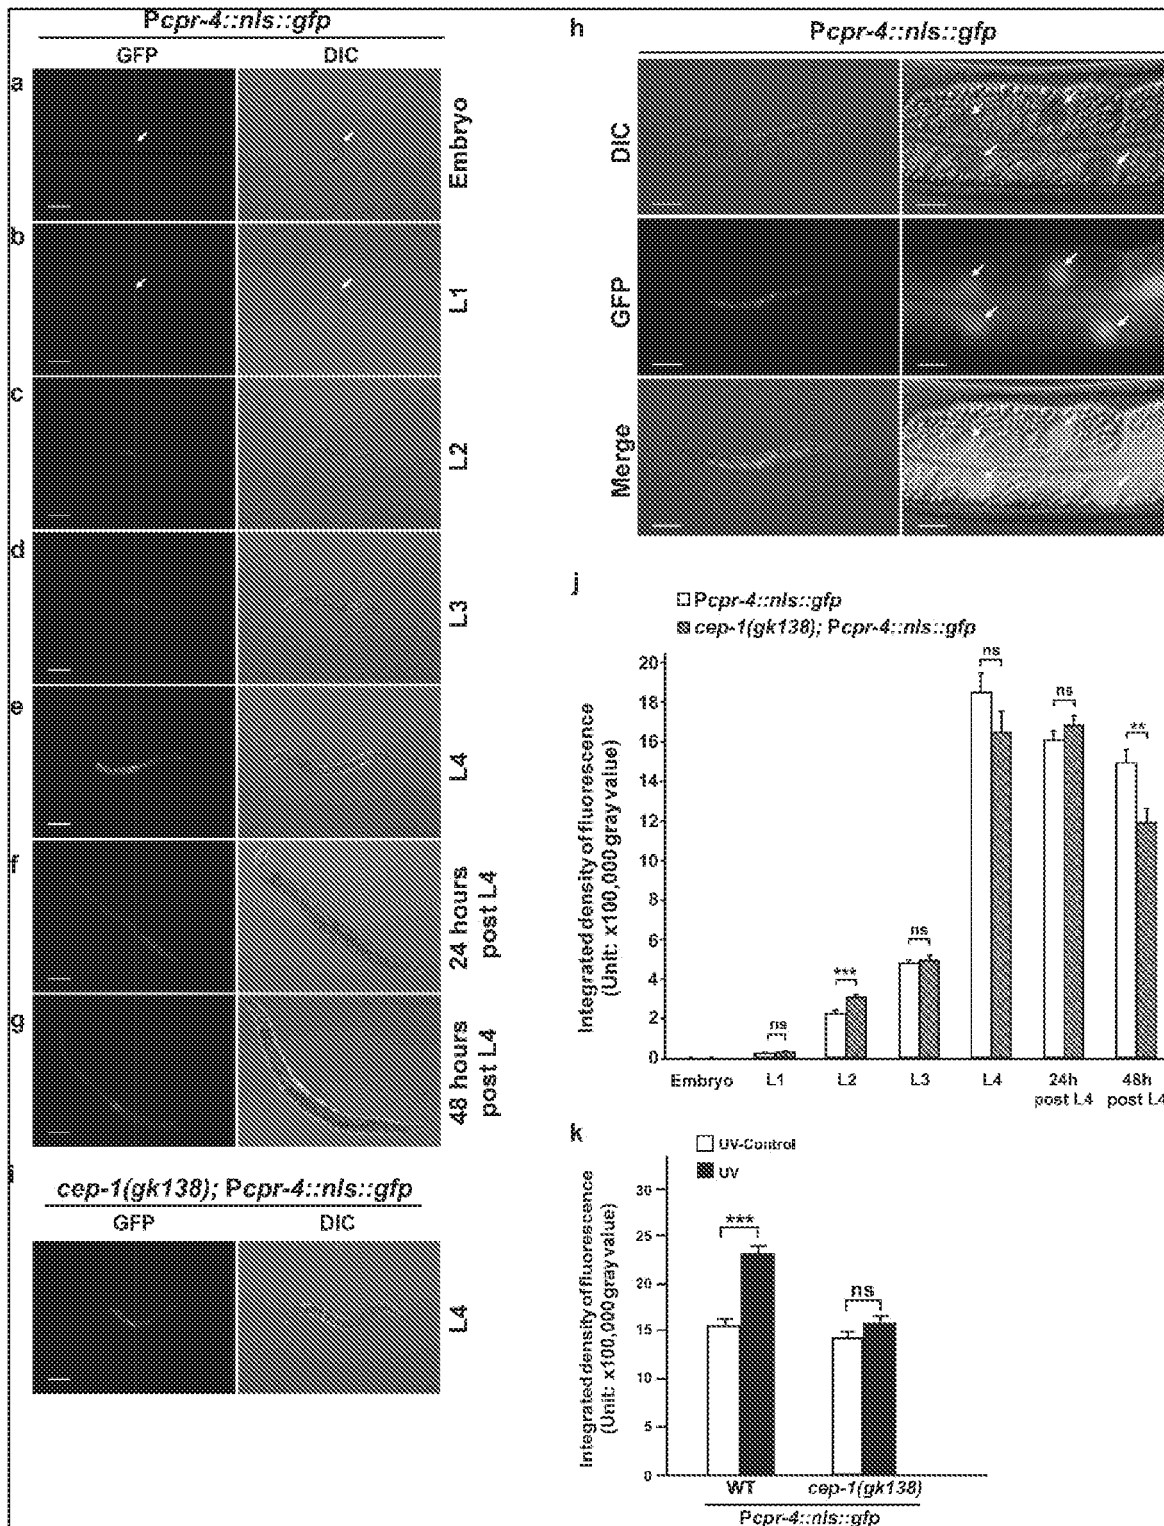 Pcpr-4::nls::gfp
GFP DIC
a
Embryo
b
L1
c
L2
d
L3
e
L4
f
24 hours
post L4
g
48 hours
post L4
i
cep-1(gk138); Pcpr-4::nls::gfp
GFP DIC
L4
h
Pcpr-4::nls::gfp
DIC
GFP
Merge
j
Pcpr-4::nls::gfp
cep-1(gk138); Pcpr-4::nls::gfp
Integrated density of fluorescence
(Unit: x100,000 gray value)
20
18
16
14
12
10
8
6
4
2
0
ns
***
ns
ns
ns
**
Embryo L1 L2 L3 L4 24h post L4 48h post L4
k
UV-Control
UV
Integrated density of fluorescence
(Unit: x100,000 gray value)
30
25
20
15
10
5
0
***
ns
WT cep-1(gk138)
Pcpr-4::nls::gfp